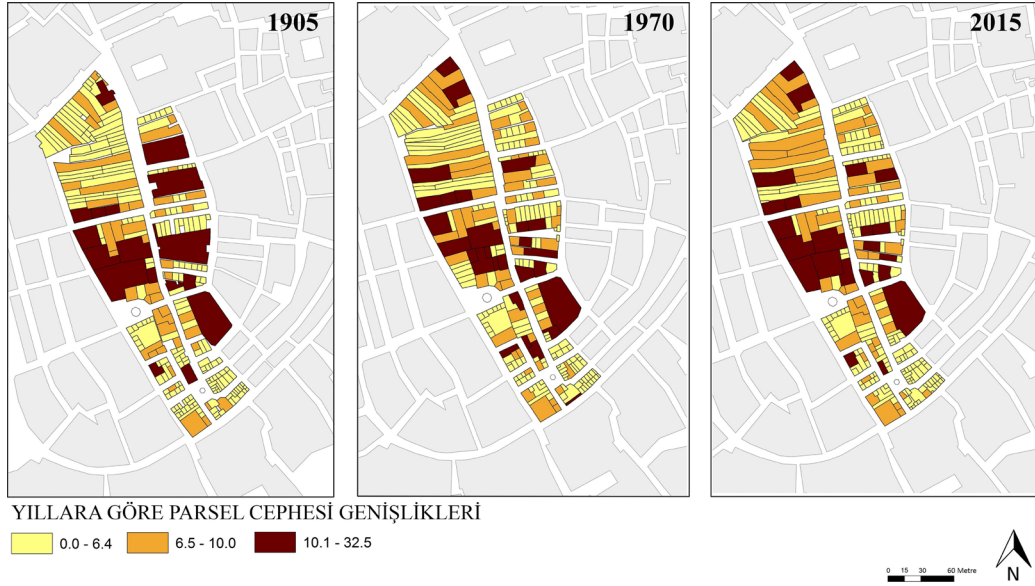 1905
1970
2015
YILLARA GÖRE PARSEL CEPHESİ GENİŞLİKLERİ
0.0 - 6.4
6.5 - 10.0
10.1 - 32.5
0 15 30 60 Metre
N